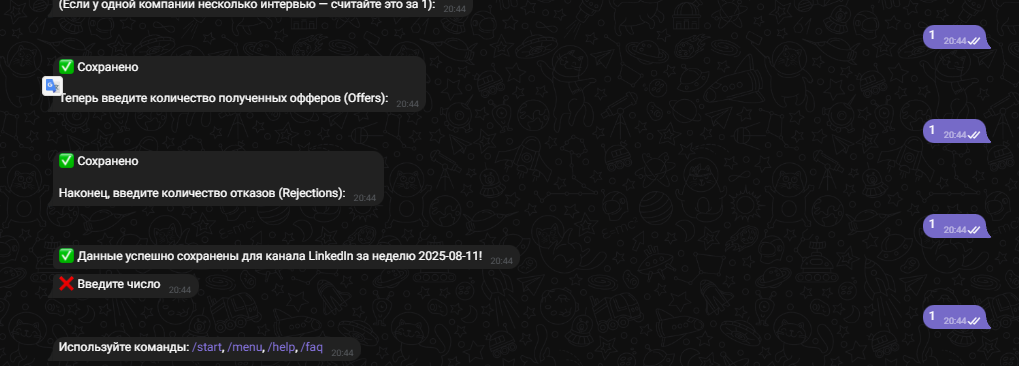 (Если у одной компании несколько интервью — считайте это за 1): 20:44
1 20:44
✅ Сохранено
Теперь введите количество полученных офферов (Offers): 20:44
1 20:44
✅ Сохранено
Наконец, введите количество отказов (Rejections): 20:44
1 20:44
✅ Данные успешно сохранены для канала LinkedIn за неделю 2025-08-11! 20:44
❌ Введите число 20:44
1 20:44
Используйте команды: /start, /menu, /help, /faq 20:44